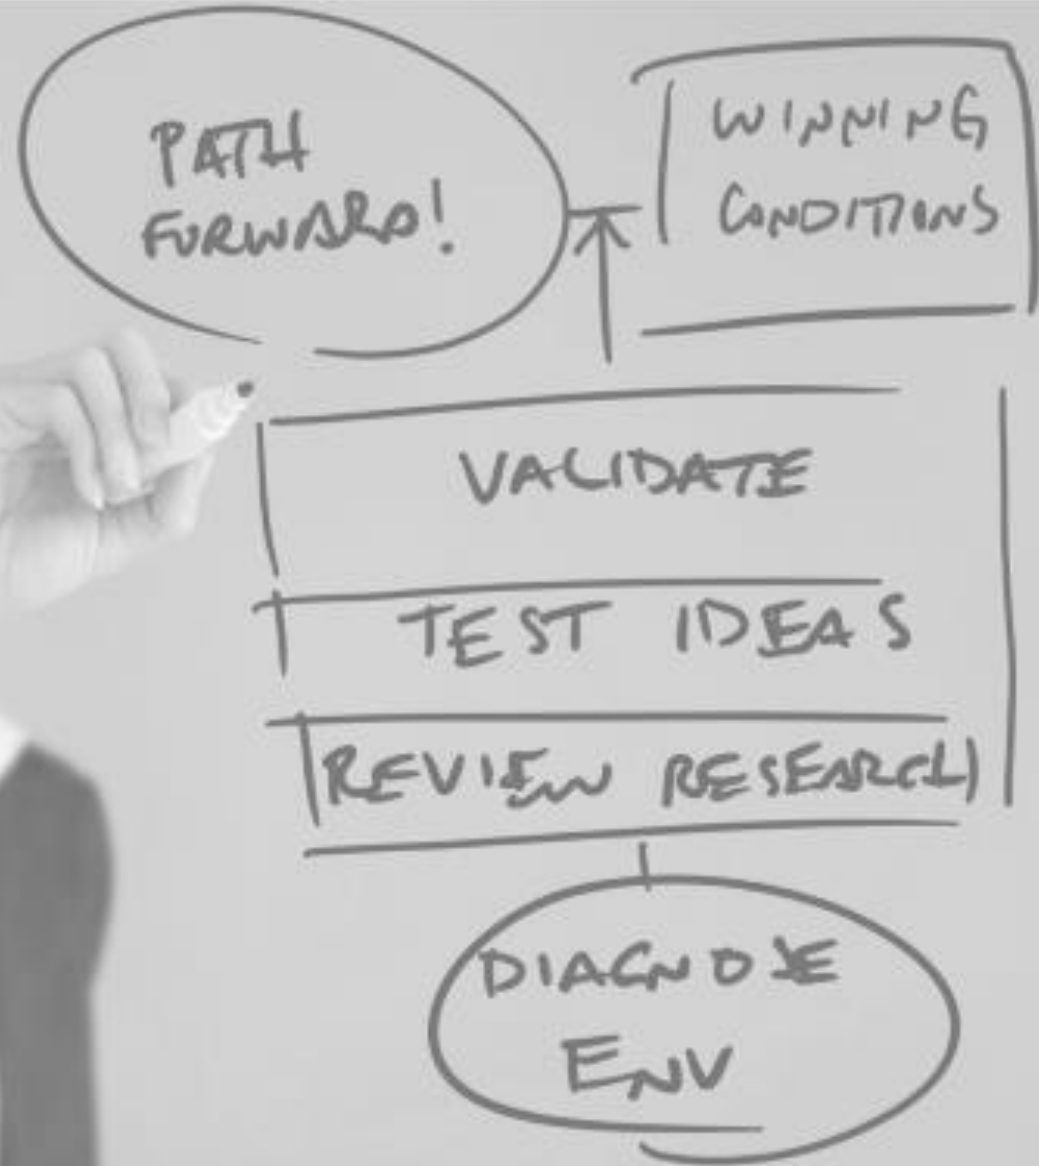 PATH
FORWARD!
WINNING
CONDITIONS
VALIDATE
TEST IDEAS
REVIEW RESEARCH
DIAGNOSE
ENV